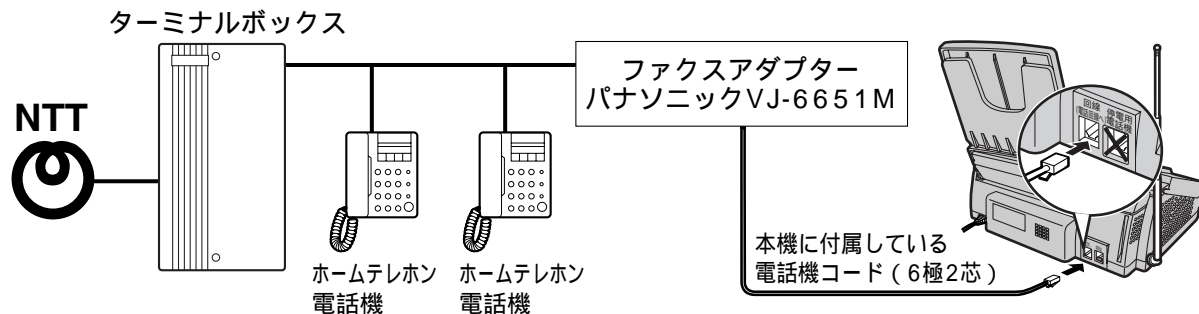 ターミナルボックス
NTT
ファクスアダプター
パナソニックVJ-6651M
ホームテレホン
電話機
ホームテレホン
電話機
本機に付属している
電話機コード(6極2芯)
回線
(電話回線へ)
停電用
電話機